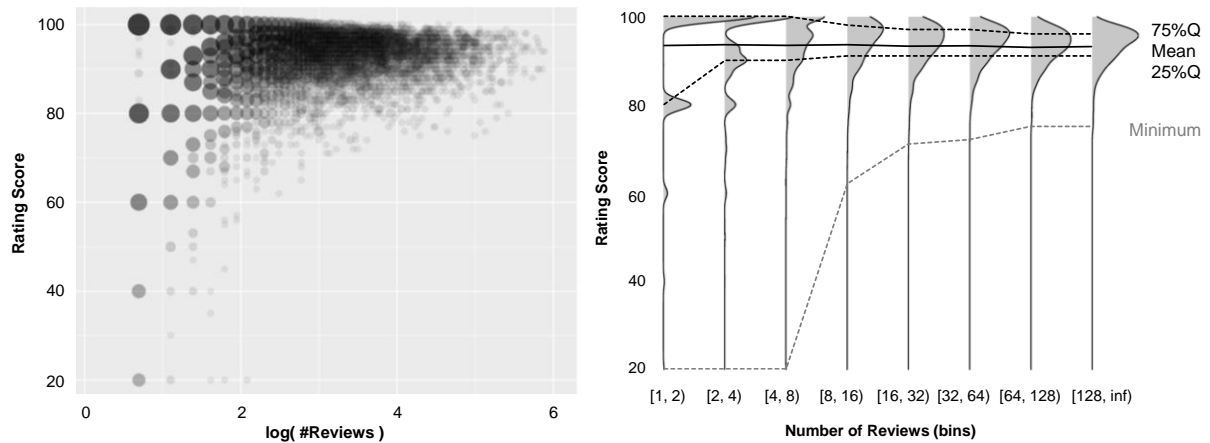 100
80
60
40
20
Rating Score
0
2
4
6
log( #Reviews )
100
80
60
40
20
Rating Score
75%Q
Mean
25%Q
Minimum
[1, 2) [2, 4) [4, 8) [8, 16) [16, 32) [32, 64) [64, 128) [128, inf)
Number of Reviews (bins)